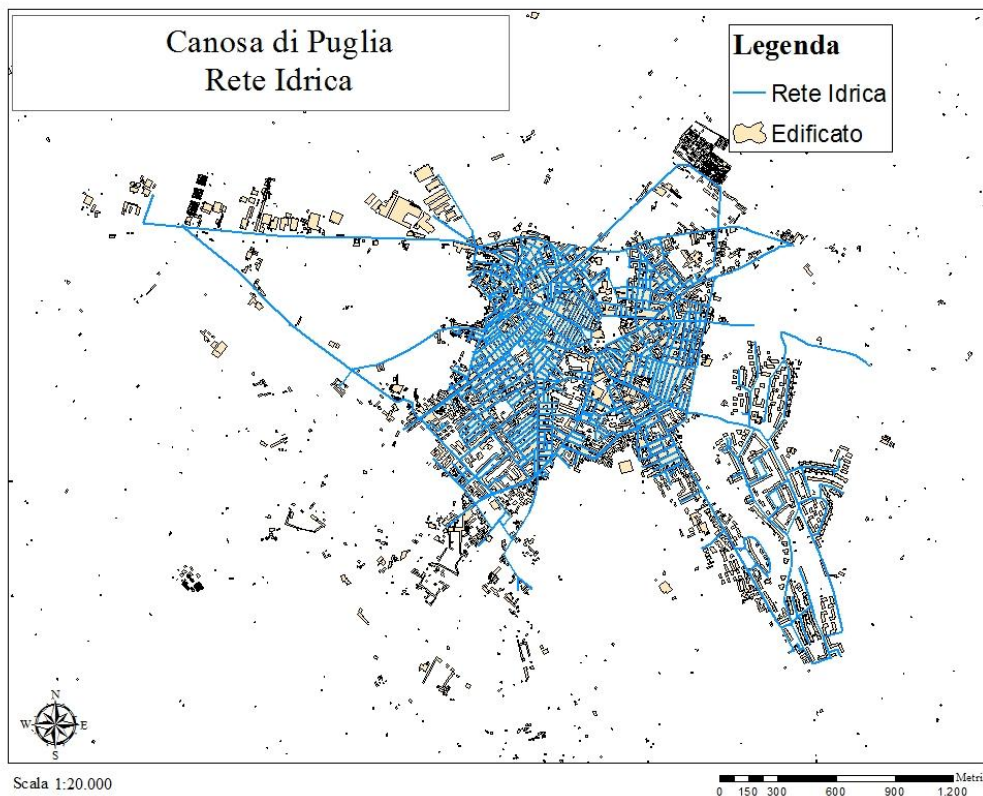 Canosa di Puglia
Rete Idrica
Legenda
Rete Idrica
Edificato
N
W E
S
Scala 1:20.000
Metri
0 150 300 600 900 1.200